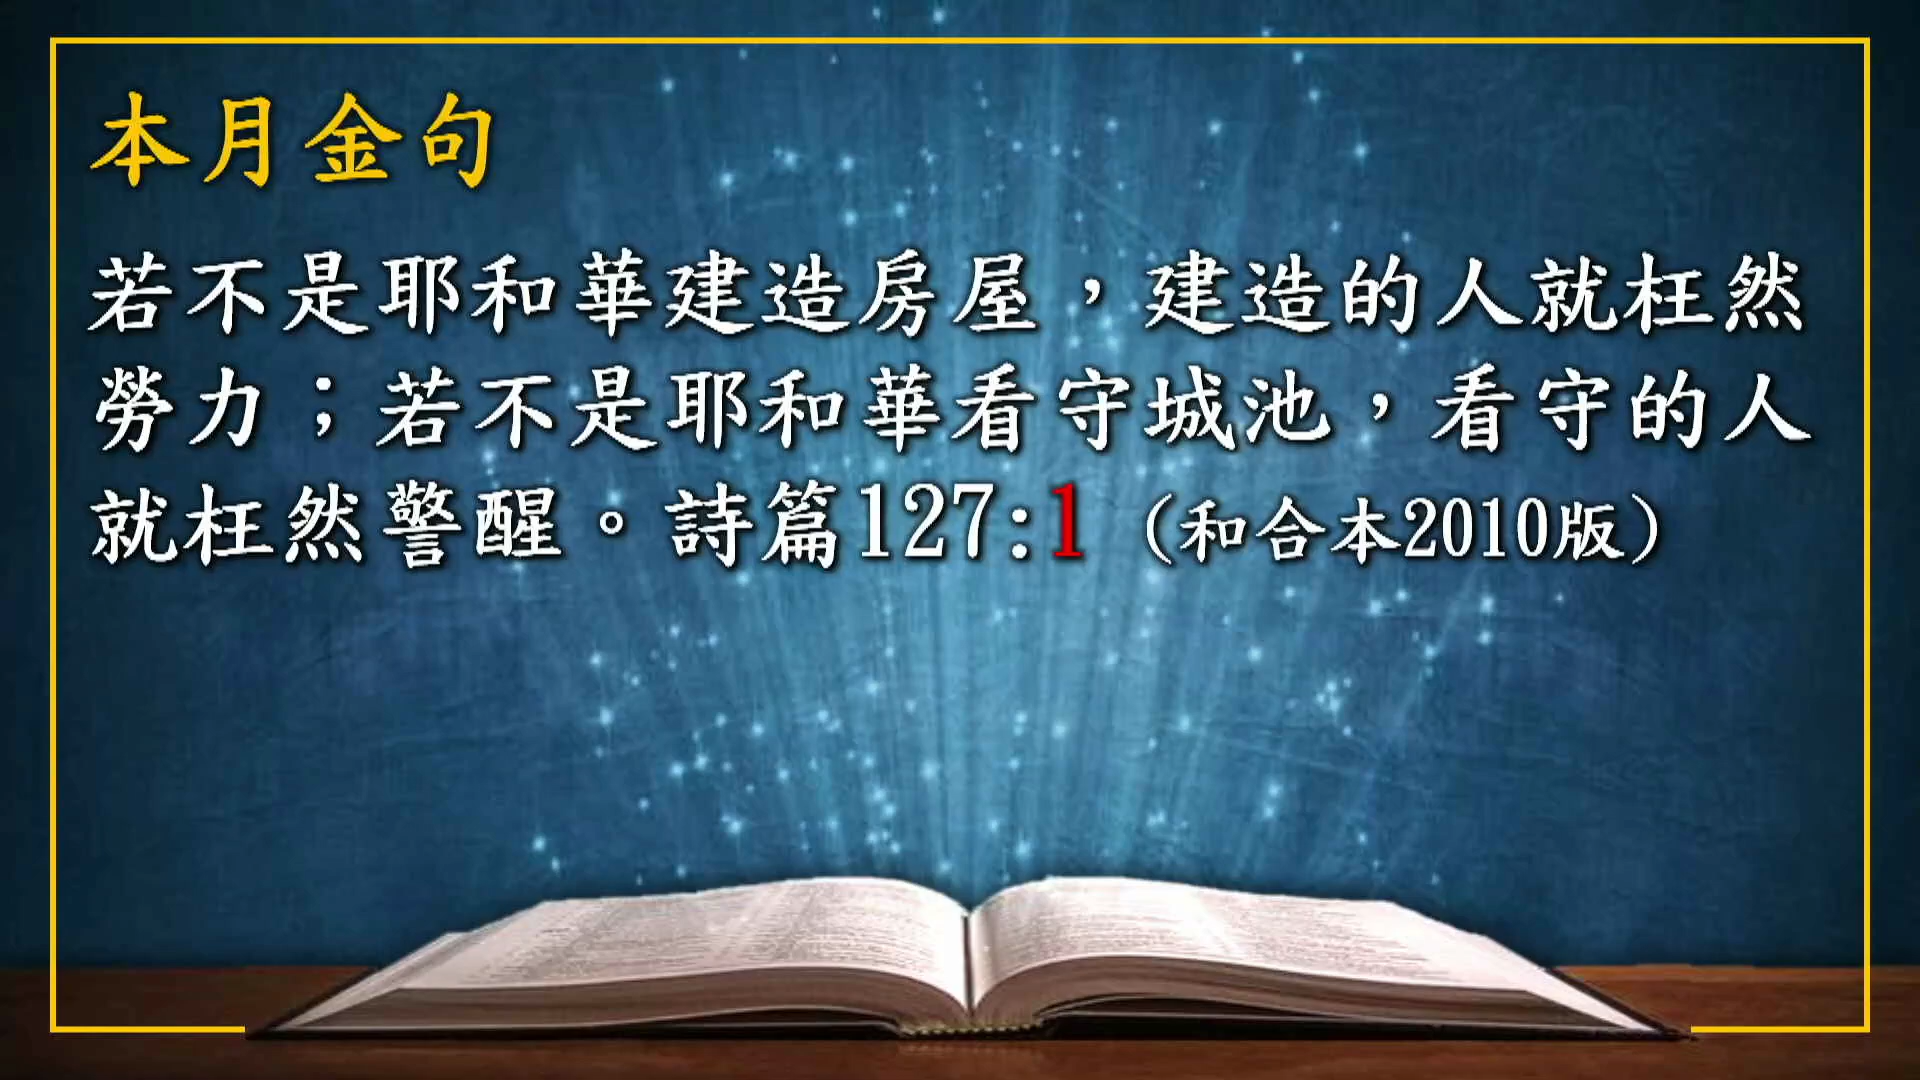 本月金句
若不是耶和華建造房屋，建造的人就枉然
勞力；若不是耶和華看守城池，看守的人
就枉然警醒。詩篇127:1（和合本2010版）